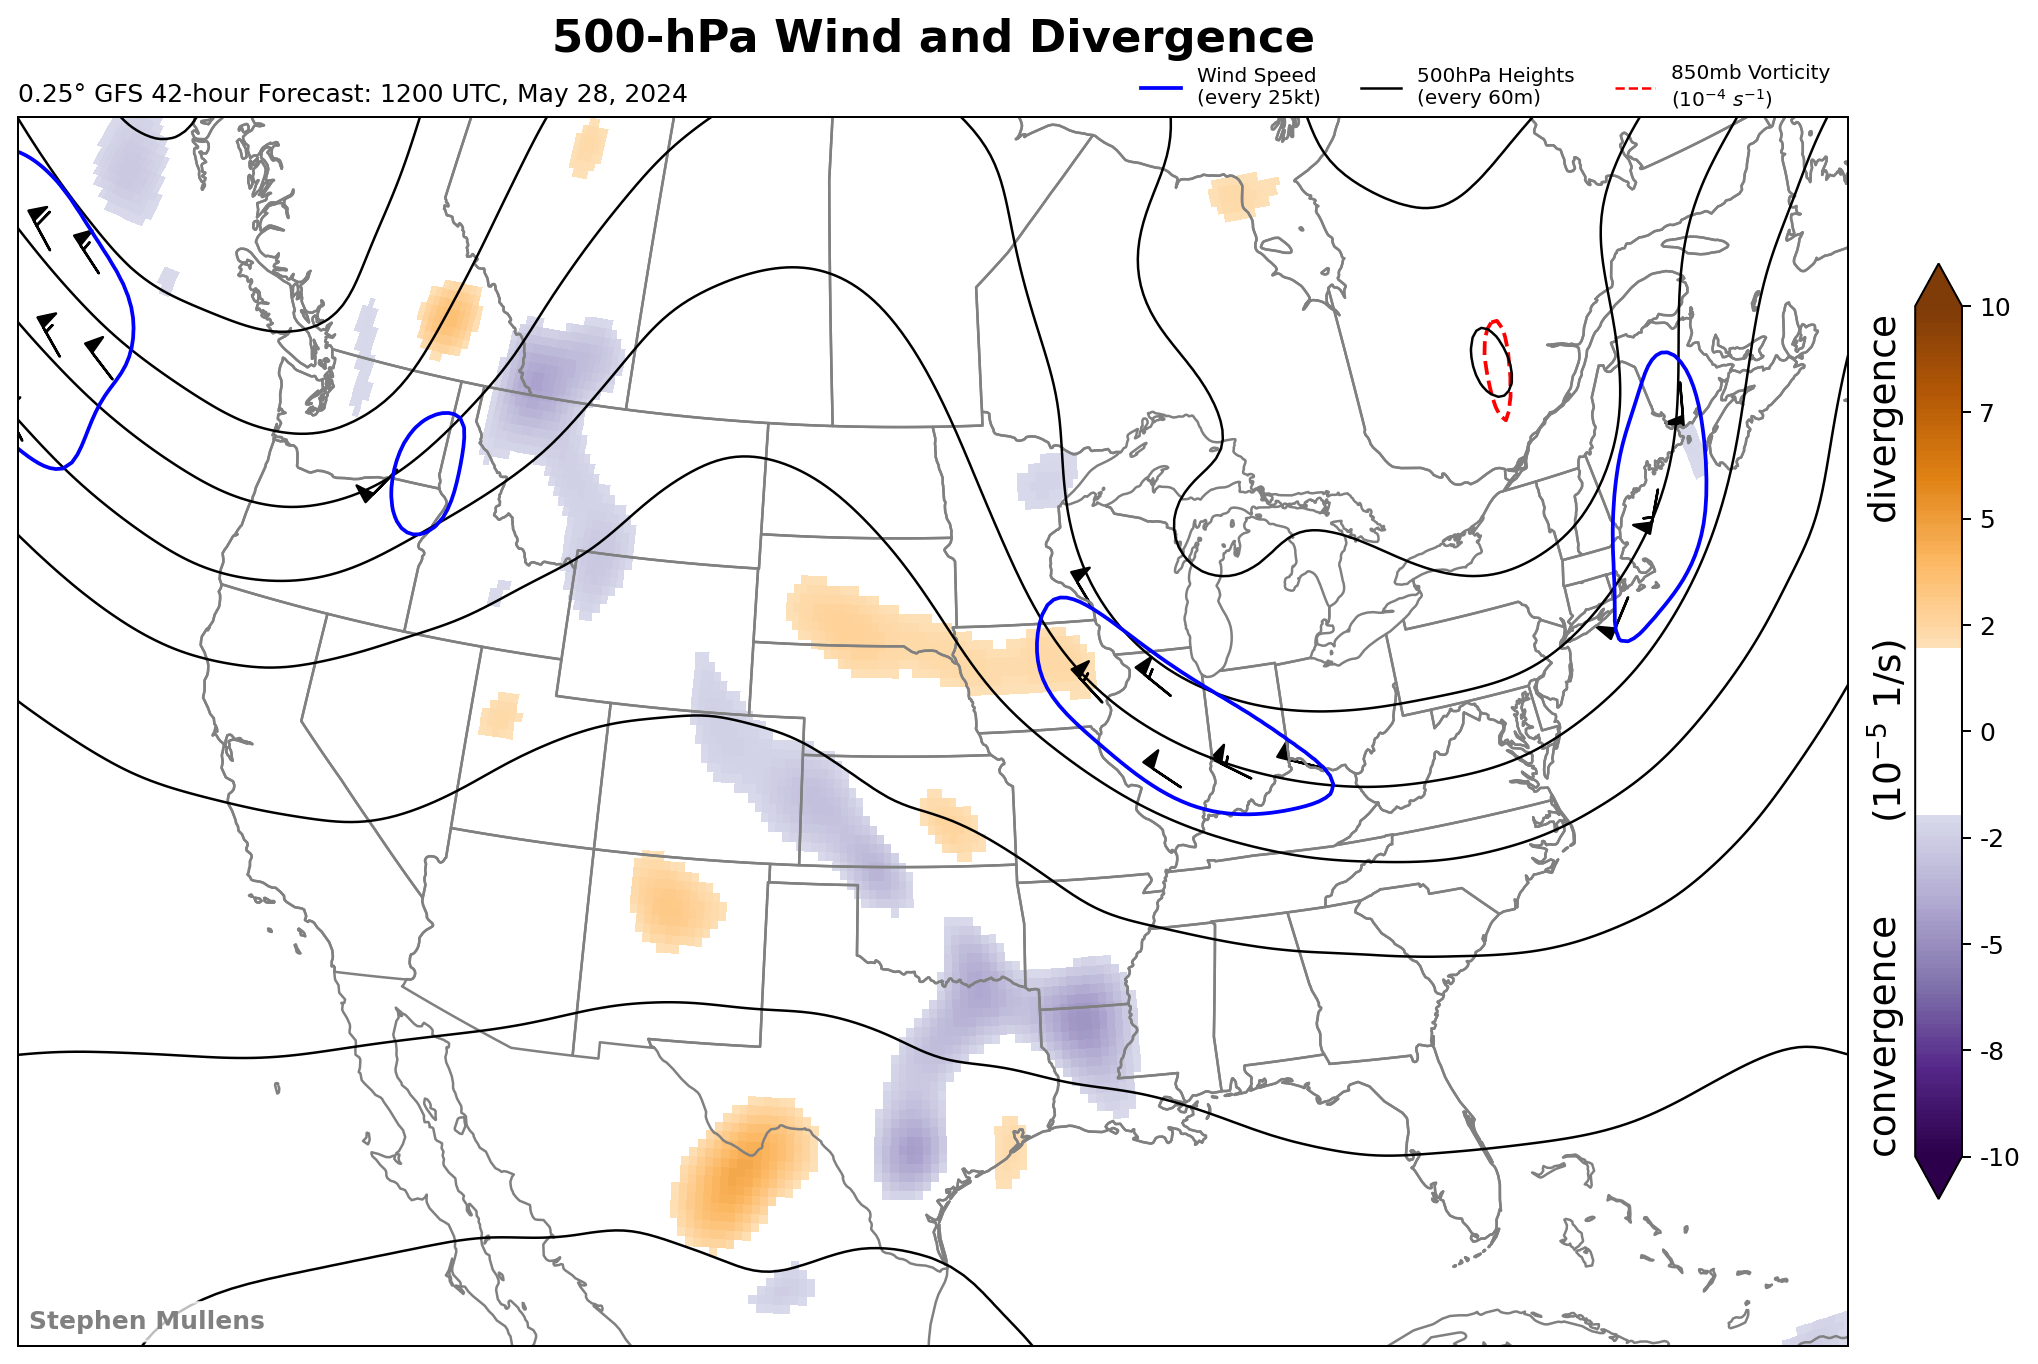 500-hPa Wind and Divergence
0.25° GFS 42-hour Forecast: 1200 UTC, May 28, 2024
Wind Speed
(every 25kt)
500hPa Heights
(every 60m)
850mb Vorticity
(10⁻⁴ s⁻¹)
10
7
5
2
0
-2
-5
-8
-10
convergence (10⁻⁵ 1/s) divergence
Stephen Mullens